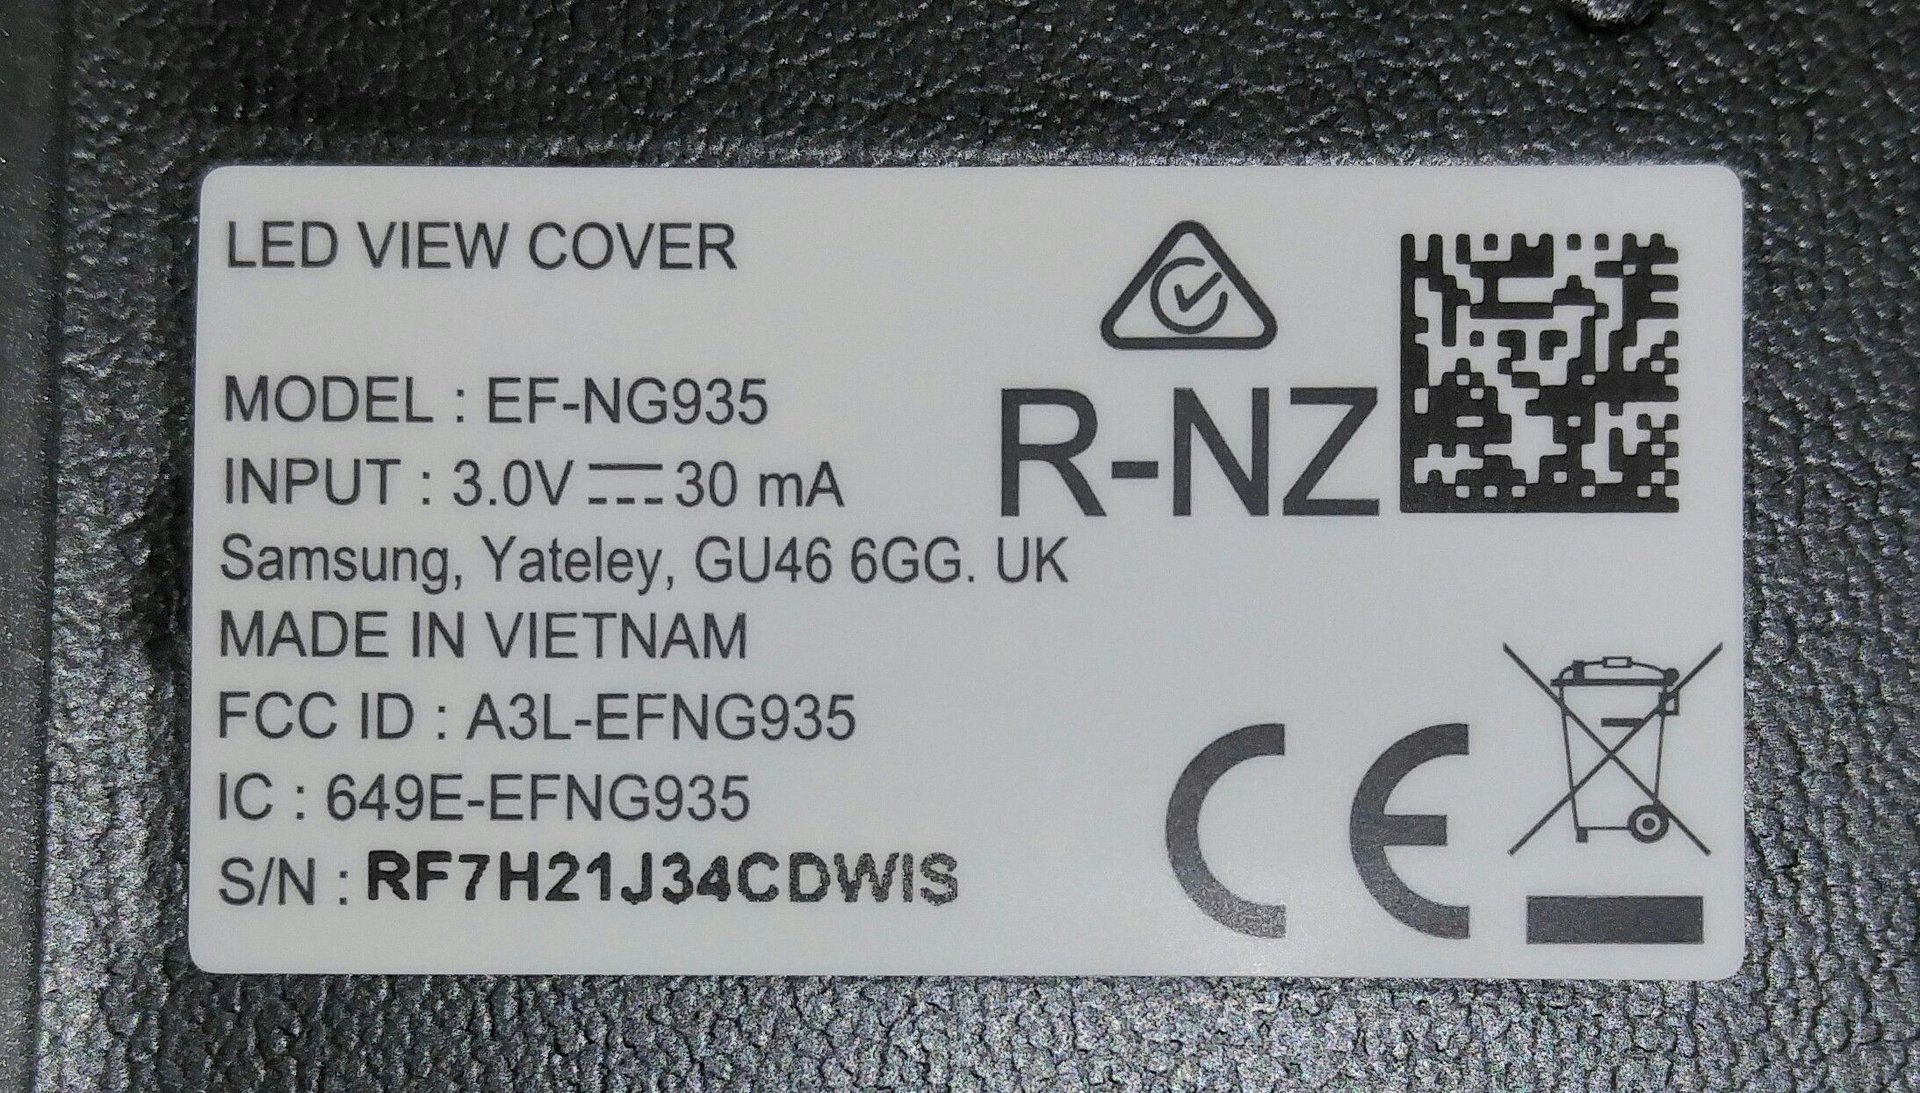 LED VIEW COVER
MODEL : EF-NG935
INPUT : 3.0V ⎓ 30 mA
Samsung, Yateley, GU46 6GG. UK
MADE IN VIETNAM
FCC ID : A3L-EFNG935
IC : 649E-EFNG935
S/N : RF7H21J34CDWIS
R-NZ
CE